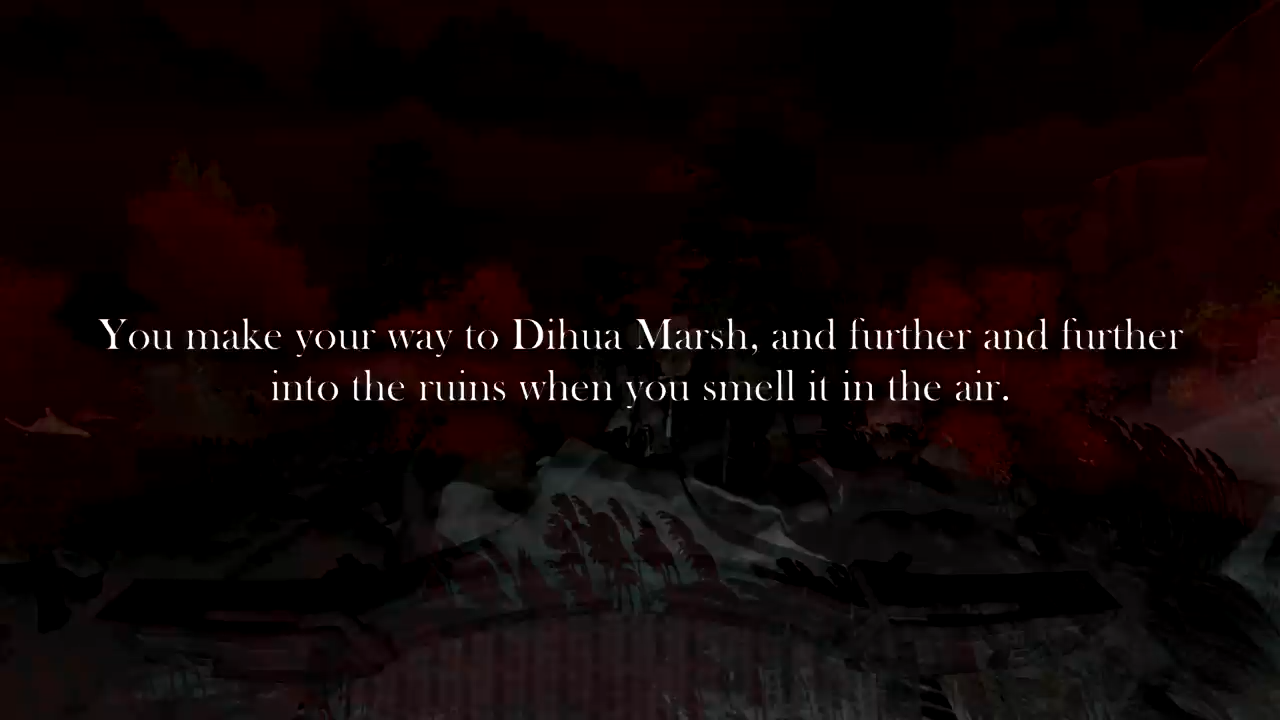 You make your way to Dihua Marsh, and further and further
into the ruins when you smell it in the air.